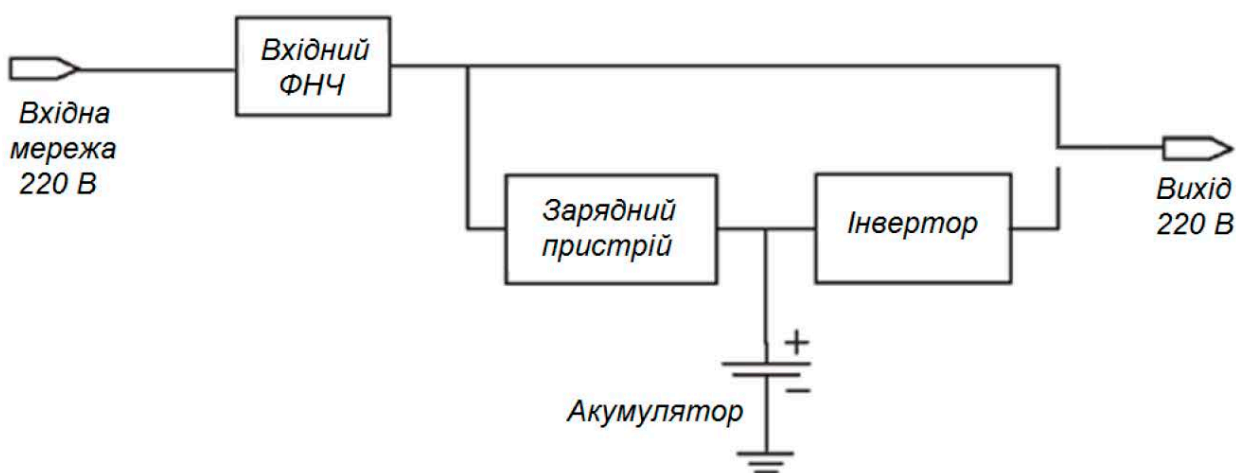 Вхідний
ФНЧ
Вхідна
мережа
220 В
Зарядний
пристрій
Інвертор
Вихід
220 В
+
−
Акумулятор